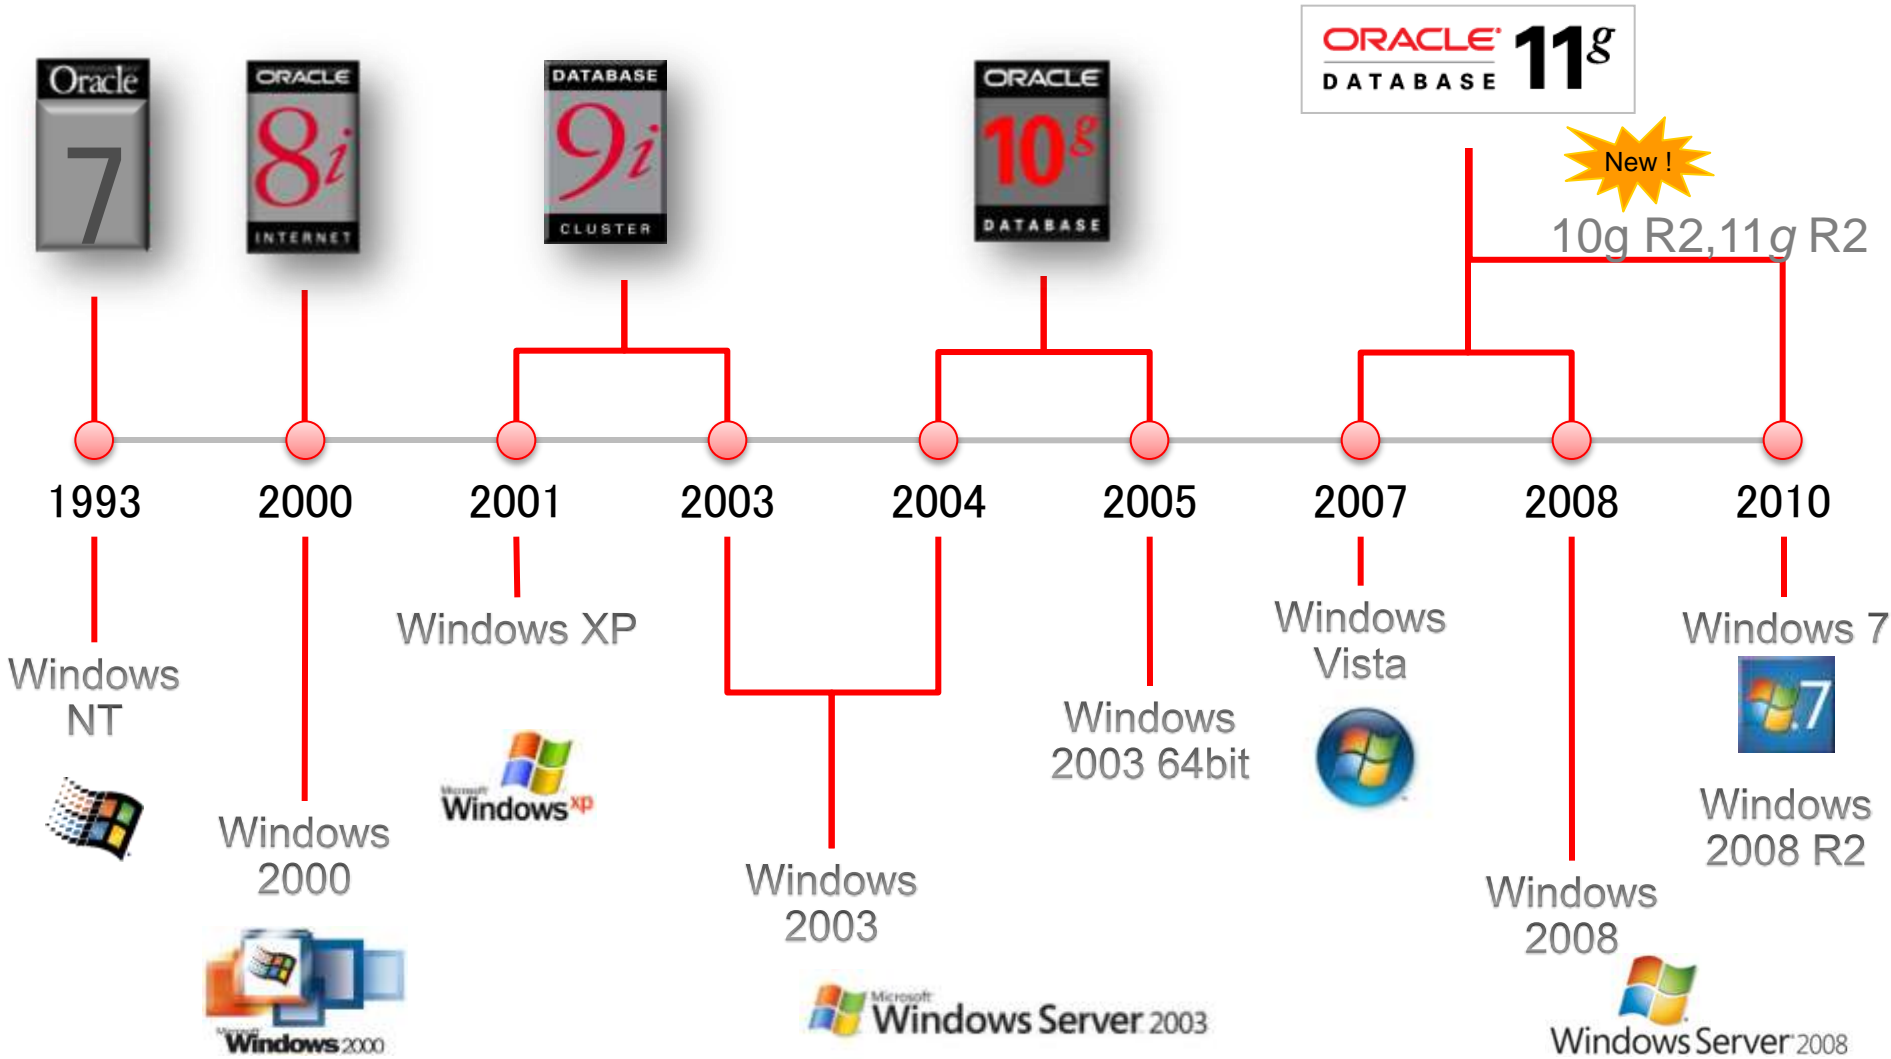 Oracle
7
ORACLE
8i
INTERNET
DATABASE
9i
CLUSTER
ORACLE
10g
DATABASE
ORACLE
DATABASE
11g
New !
10g R2,11g R2
1993
2000
2001
2003
2004
2005
2007
2008
2010
Windows
NT
Windows
2000
Microsoft
Windows 2000
Windows XP
Microsoft
Windows xp
Windows
2003
Microsoft
Windows Server 2003
Windows
2003 64bit
Windows
Vista
Windows
2008
Windows Server 2008
Windows 7
7
Windows
2008 R2